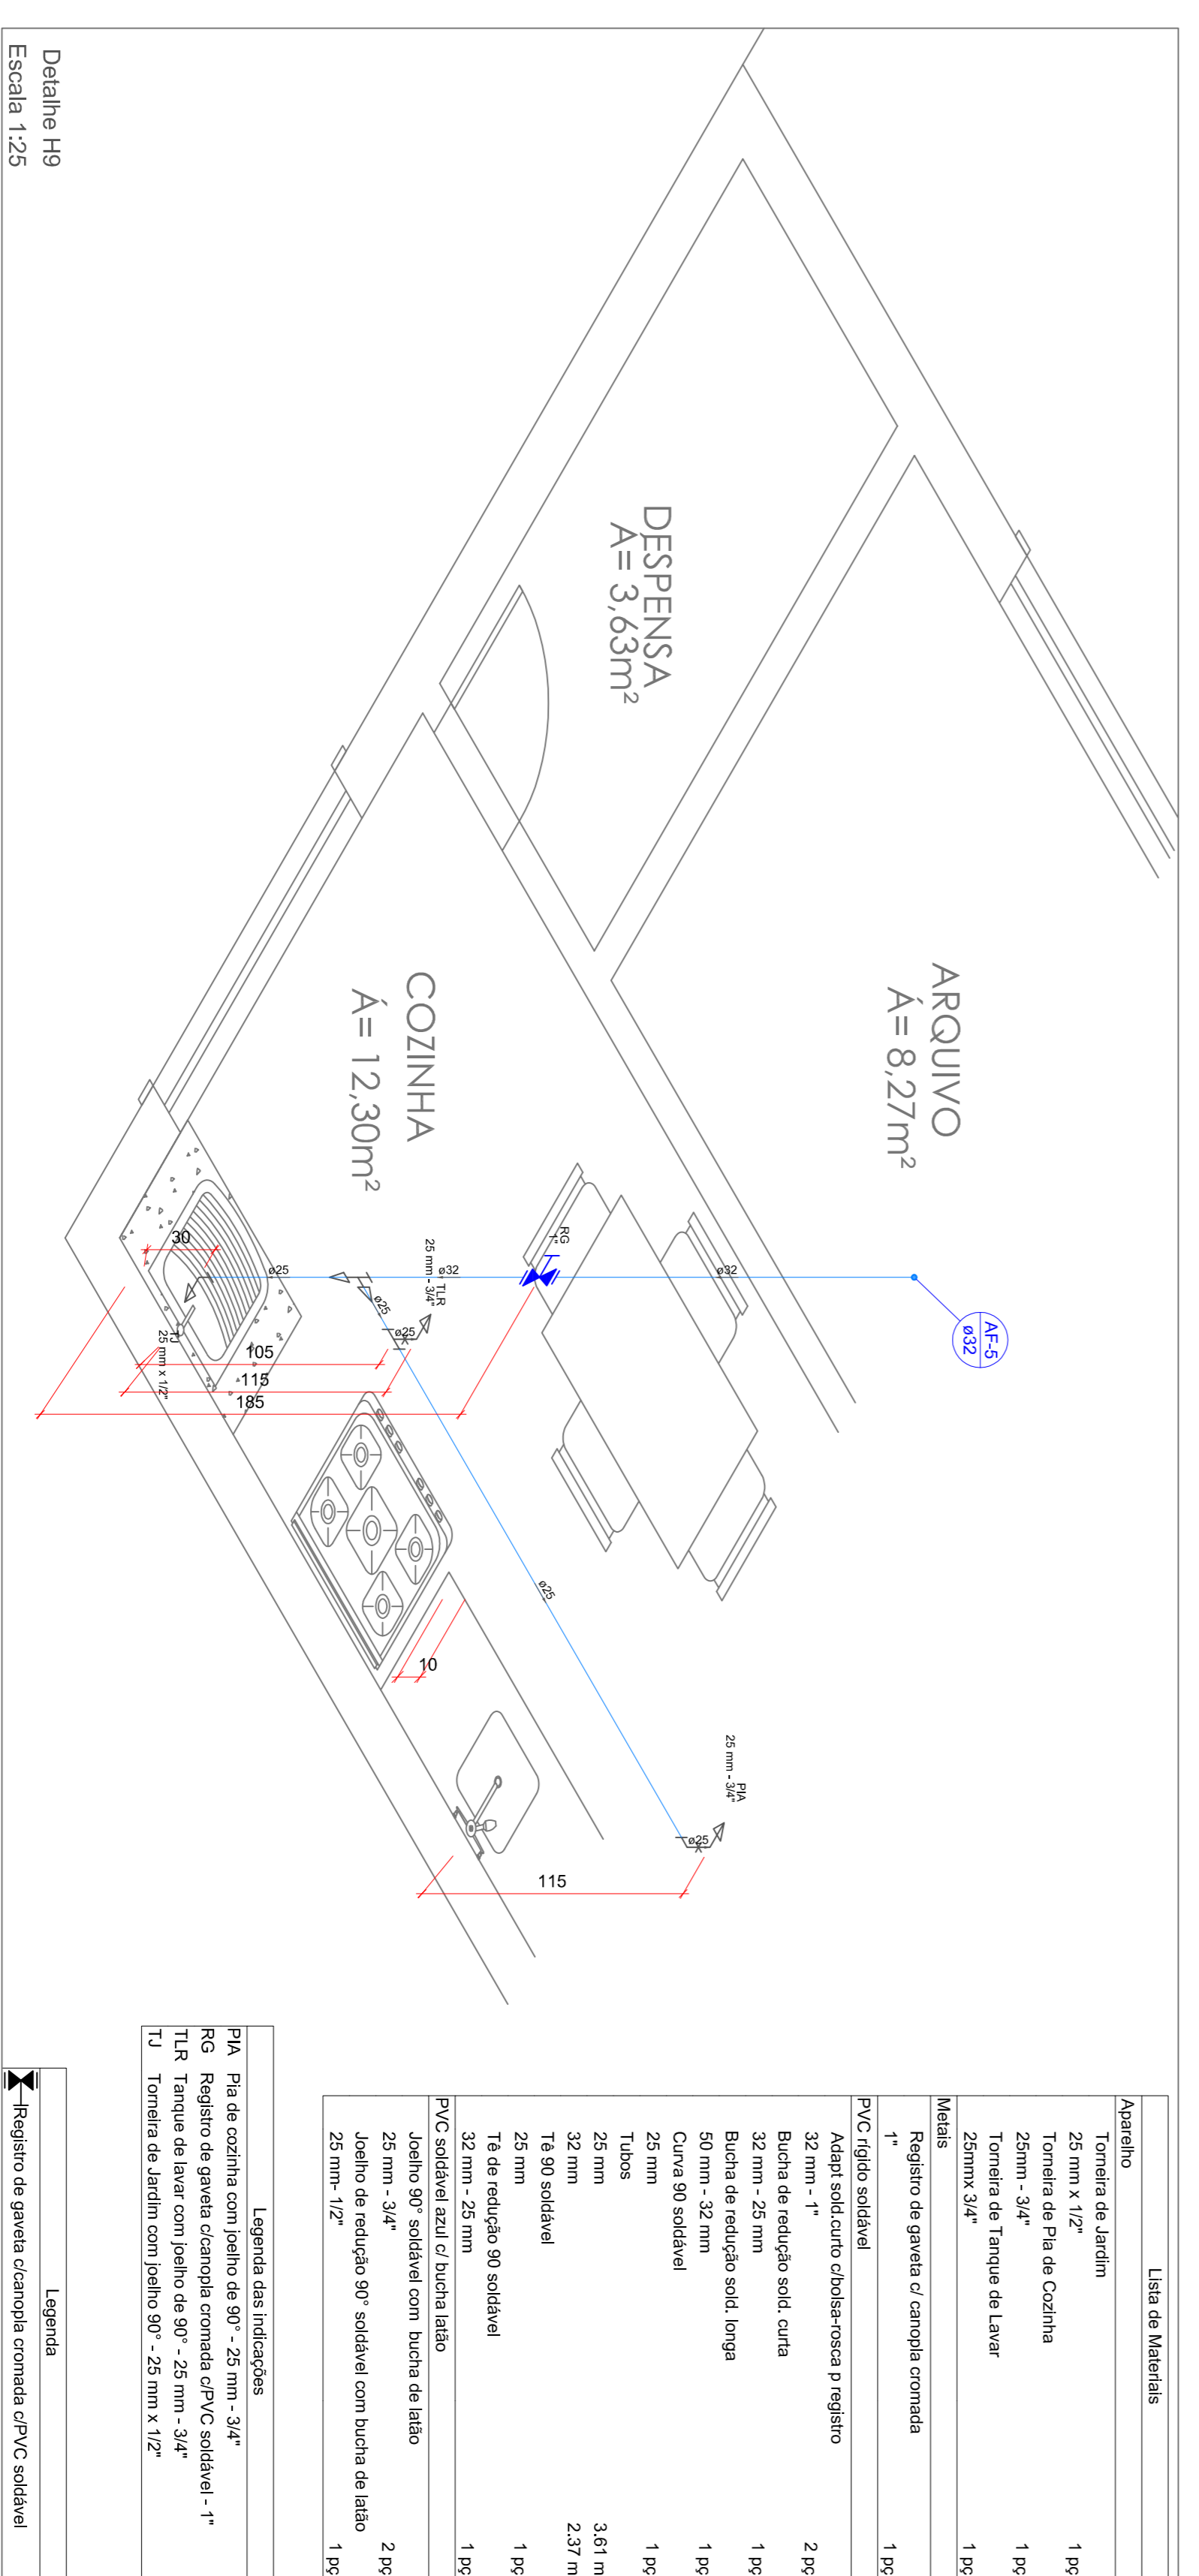 AF-5
ø32
ARQUIVO
Á= 8,27m²
DESPENSA
A= 3,63m²
COZINHA
Á= 12,30m²
ø32
RG
1"
ø32
TLR
25 mm - 3/4"
ø25
ø25
ø25
ø25
PIA
25 mm - 3/4"
ø25
30
105
115
185
10
115
TJ
25 mm x 1/2"
Detalhe H9
Escala 1:25
Lista de Materiais
Aparelho
Torneira de Jardim
25 mm x 1/2" 1 pç
Torneira de Pia de Cozinha
25mm - 3/4" 1 pç
Torneira de Tanque de Lavar
25mmx 3/4" 1 pç
Metais
Registro de gaveta c/ canopla cromada
1" 1 pç
PVC rígido soldável
Adapt sold.curto c/bolsa-rosca p registro
32 mm - 1" 2 pç
Bucha de redução sold. curta
32 mm - 25 mm 1 pç
Bucha de redução sold. longa
50 mm - 32 mm 1 pç
Curva 90 soldável
25 mm 1 pç
Tubos
25 mm 3.61 m
32 mm 2.37 m
Tê 90 soldável
25 mm 1 pç
Tê de redução 90 soldável
32 mm - 25 mm 1 pç
PVC soldável azul c/ bucha latão
Joelho 90° soldável com bucha de latão
25 mm - 3/4" 2 pç
Joelho de redução 90° soldável com bucha de latão
25 mm- 1/2" 1 pç
Legenda das indicações
PIA Pia de cozinha com joelho de 90° - 25 mm - 3/4"
RG Registro de gaveta c/canopla cromada c/PVC soldável - 1"
TLR Tanque de lavar com joelho de 90° - 25 mm - 3/4"
TJ Torneira de Jardim com joelho 90° - 25 mm x 1/2"
Legenda
Registro de gaveta c/canopla cromada c/PVC soldável